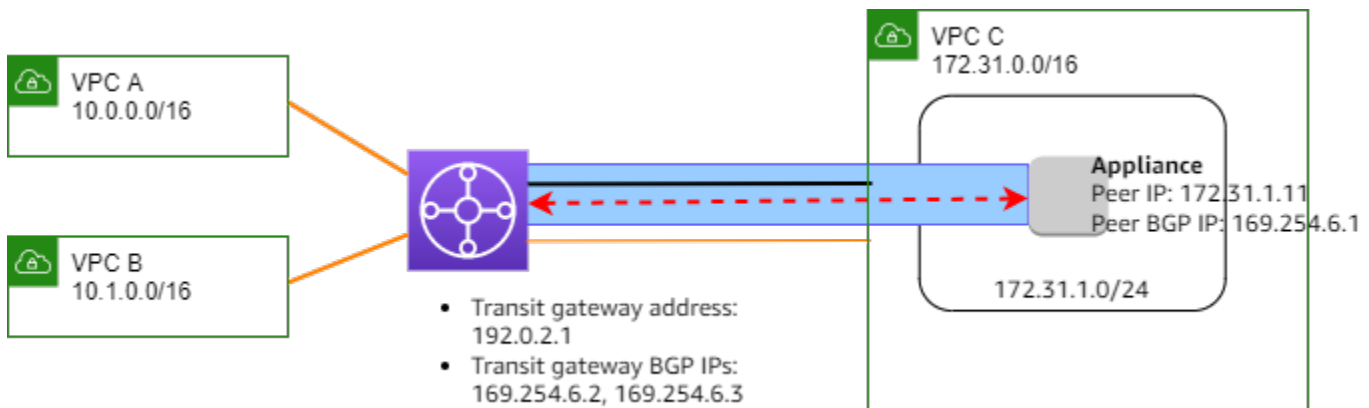 VPC A
10.0.0.0/16
VPC B
10.1.0.0/16
• Transit gateway address:
192.0.2.1
• Transit gateway BGP IPs:
169.254.6.2, 169.254.6.3
VPC C
172.31.0.0/16
Appliance
Peer IP: 172.31.1.11
Peer BGP IP: 169.254.6.1
172.31.1.0/24